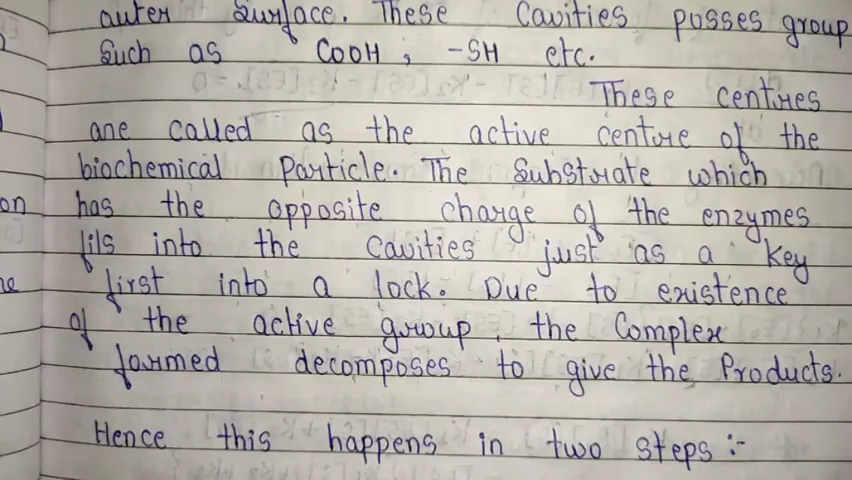 outer surface. These Cavities posses group
Such as COOH, -SH etc.
These centres
are called as the active centre of the
biochemical Particle. The Substrate which
has the opposite charge of the enzymes
fils into the Cavities just as a key
first into a lock. Due to existence
of the active group, the Complex
formed decomposes to give the Products.
Hence this happens in two steps :-